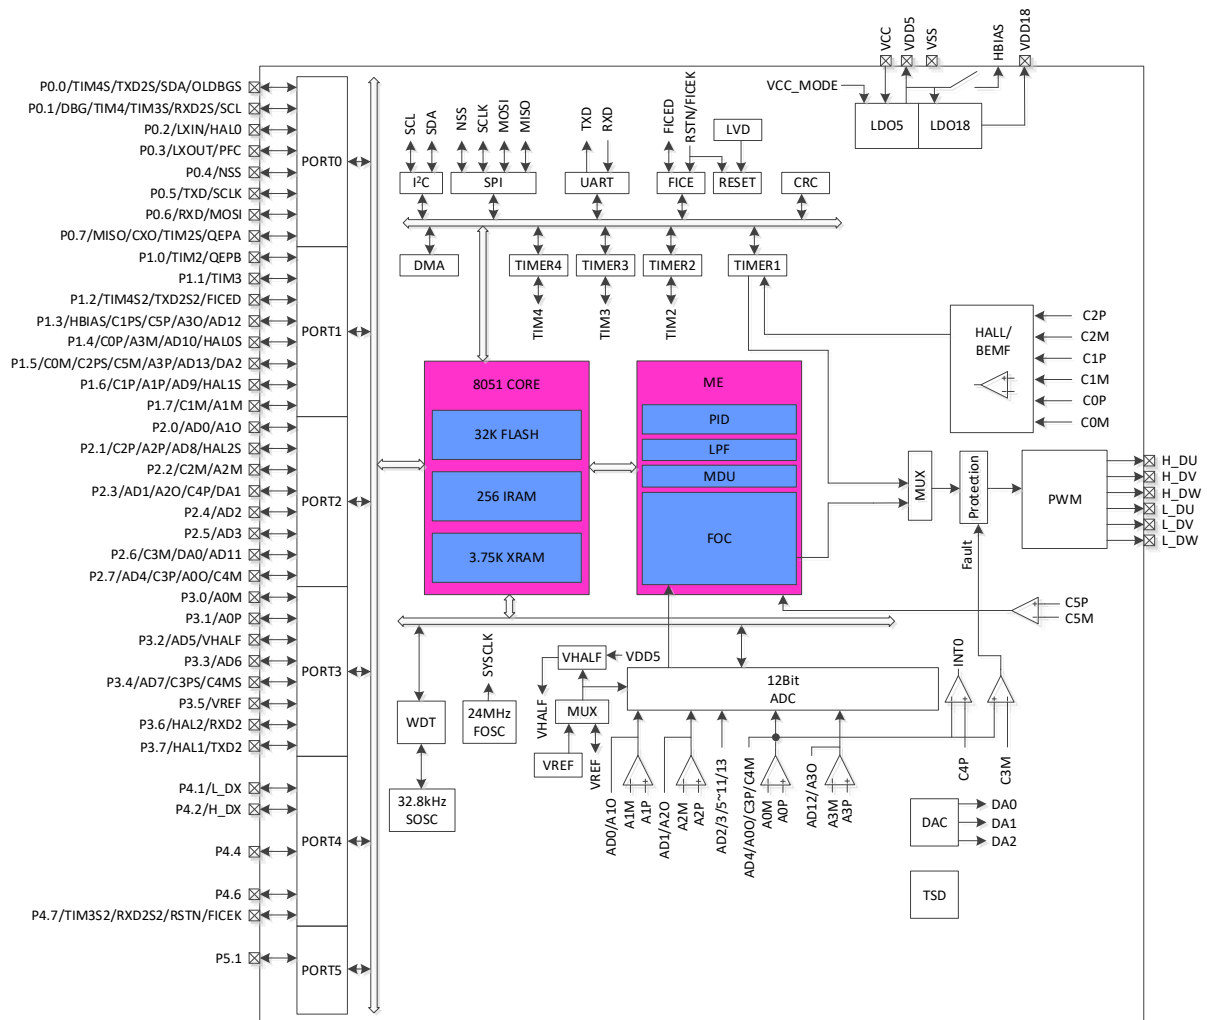 VCC
VDD5
VSS
HBIAS
VDD18
VCC_MODE
LDO5
LDO18
P0.0/TIM4S/TXD2S/SDA/OLDBGS
P0.1/DBG/TIM4/TIM3S/RXD2S/SCL
P0.2/LXIN/HAL0
P0.3/LXOUT/PFC
P0.4/NSS
P0.5/TXD/SCLK
P0.6/RXD/MOSI
P0.7/MISO/CXO/TIM2S/QEPA
PORT0
P1.0/TIM2/QEPB
P1.1/TIM3
P1.2/TIM4S2/TXD2S2/FICED
P1.3/HBIAS/C1PS/C5P/A3O/AD12
P1.4/C0P/A3M/AD10/HAL0S
P1.5/C0M/C2PS/C5M/A3P/AD13/DA2
P1.6/C1P/A1P/AD9/HAL1S
P1.7/C1M/A1M
PORT1
P2.0/AD0/A1O
P2.1/C2P/A2P/AD8/HAL2S
P2.2/C2M/A2M
P2.3/AD1/A2O/C4P/DA1
P2.4/AD2
P2.5/AD3
P2.6/C3M/DA0/AD11
P2.7/AD4/C3P/A0O/C4M
PORT2
P3.0/A0M
P3.1/A0P
P3.2/AD5/VHALF
P3.3/AD6
P3.4/AD7/C3PS/C4MS
P3.5/VREF
P3.6/HAL2/RXD2
P3.7/HAL1/TXD2
PORT3
P4.1/L_DX
P4.2/H_DX
P4.4
P4.6
P4.7/TIM3S2/RXD2S2/RSTN/FICEK
PORT4
P5.1
PORT5
SCL
SDA
NSS
SCLK
MOSI
MISO
TXD
RXD
FICED
RSTN/FICEK
LVD
I²C
SPI
UART
FICE
RESET
CRC
DMA
TIMER4
TIMER3
TIMER2
TIMER1
TIM4
TIM3
TIM2
8051 CORE
32K FLASH
256 IRAM
3.75K XRAM
ME
PID
LPF
MDU
FOC
HALL/
BEMF
C2P
C2M
C1P
C1M
C0P
C0M
MUX
Protection
Fault
PWM
H_DU
H_DV
H_DW
L_DU
L_DV
L_DW
C5P
C5M
SYSCLK
WDT
24MHz
FOSC
32.8kHz
SOSC
VHALF
VDD5
VHALF
MUX
VREF
VREF
12Bit
ADC
INT0
C4P
C3M
AD0/A1O
A1M
A1P
AD1/A2O
A2M
A2P
AD2/3/5~11/13
AD4/A0O/C3P/C4M
A0M
A0P
AD12/A3O
A3M
A3P
DAC
DA0
DA1
DA2
TSD